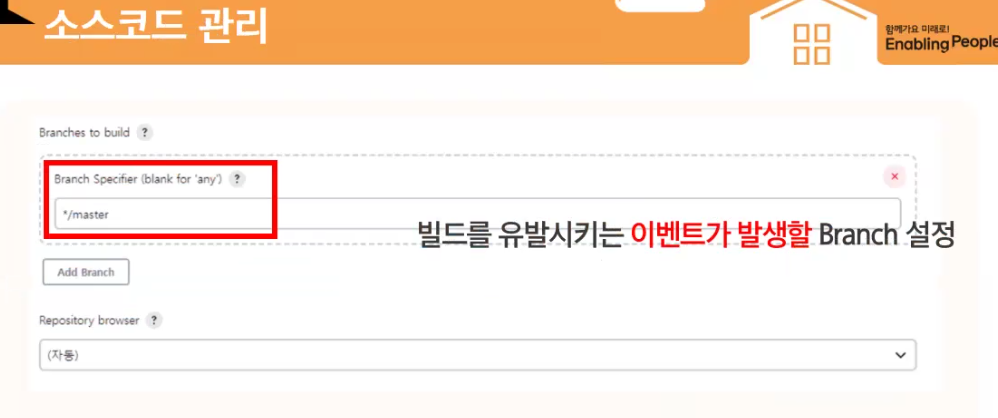 소스코드 관리
함께가요 미래로!
Enabling People
Branches to build ?
Branch Specifier (blank for 'any') ?
*/master
빌드를 유발시키는 이벤트가 발생할 Branch 설정
Add Branch
Repository browser ?
(자동)